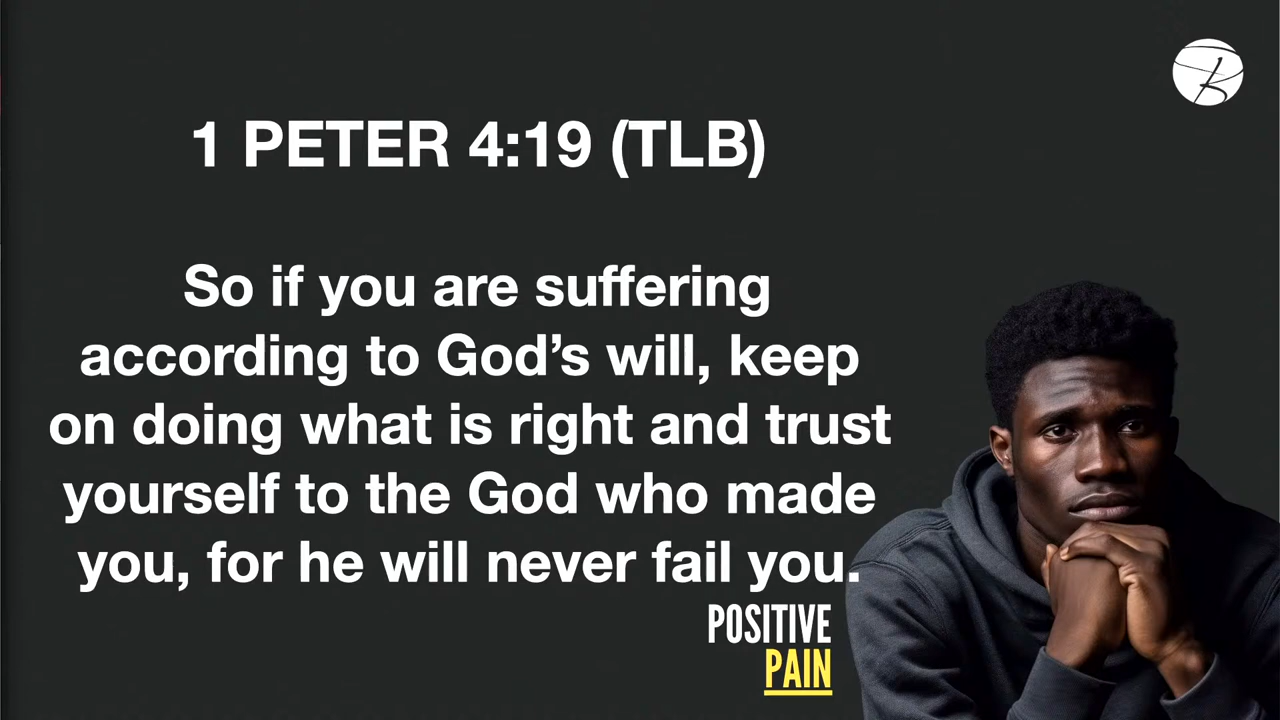 1 PETER 4:19 (TLB)
So if you are suffering
according to God’s will, keep
on doing what is right and trust
yourself to the God who made
you, for he will never fail you.
POSITIVE
PAIN